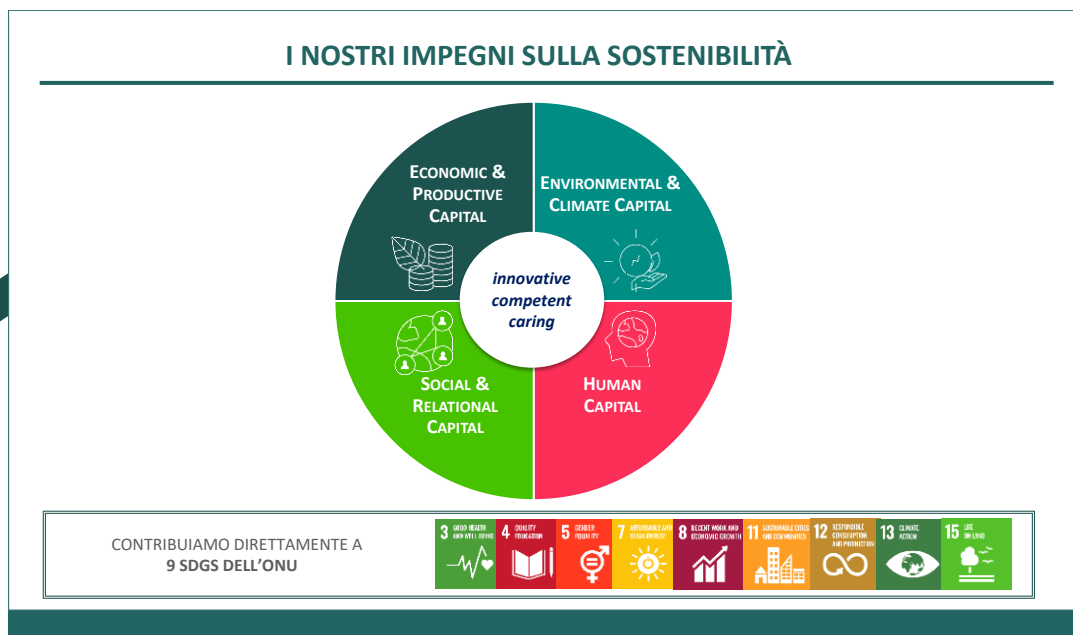 I NOSTRI IMPEGNI SULLA SOSTENIBILITÀ
ECONOMIC &
PRODUCTIVE
CAPITAL
ENVIRONMENTAL &
CLIMATE CAPITAL
innovative
competent
caring
SOCIAL &
RELATIONAL
CAPITAL
HUMAN
CAPITAL
CONTRIBUIAMO DIRETTAMENTE A
9 SDGS DELL'ONU
3 GOOD HEALTH
AND WELL-BEING
4 QUALITY
EDUCATION
5 GENDER
EQUALITY
7 AFFORDABLE AND
CLEAN ENERGY
8 DECENT WORK AND
ECONOMIC GROWTH
11 SUSTAINABLE CITIES
AND COMMUNITIES
12 RESPONSIBLE
CONSUMPTION
AND PRODUCTION
13 CLIMATE
ACTION
15 LIFE
ON LAND